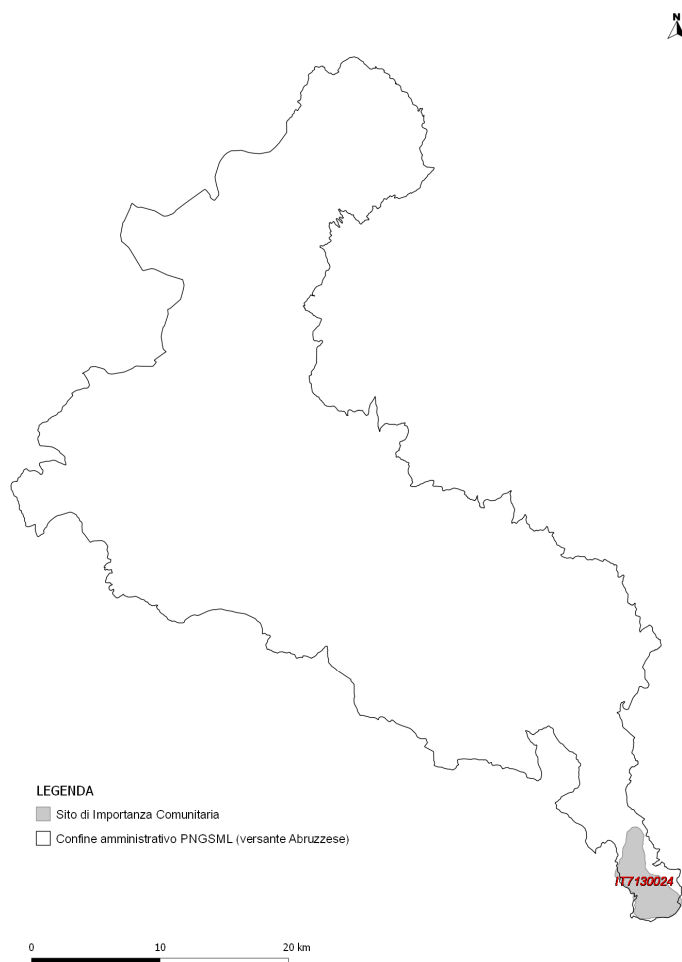 N
IT7130024
LEGENDA
Sito di Importanza Comunitaria
Confine amministrativo PNGSML (versante Abruzzese)
0 10 20 km